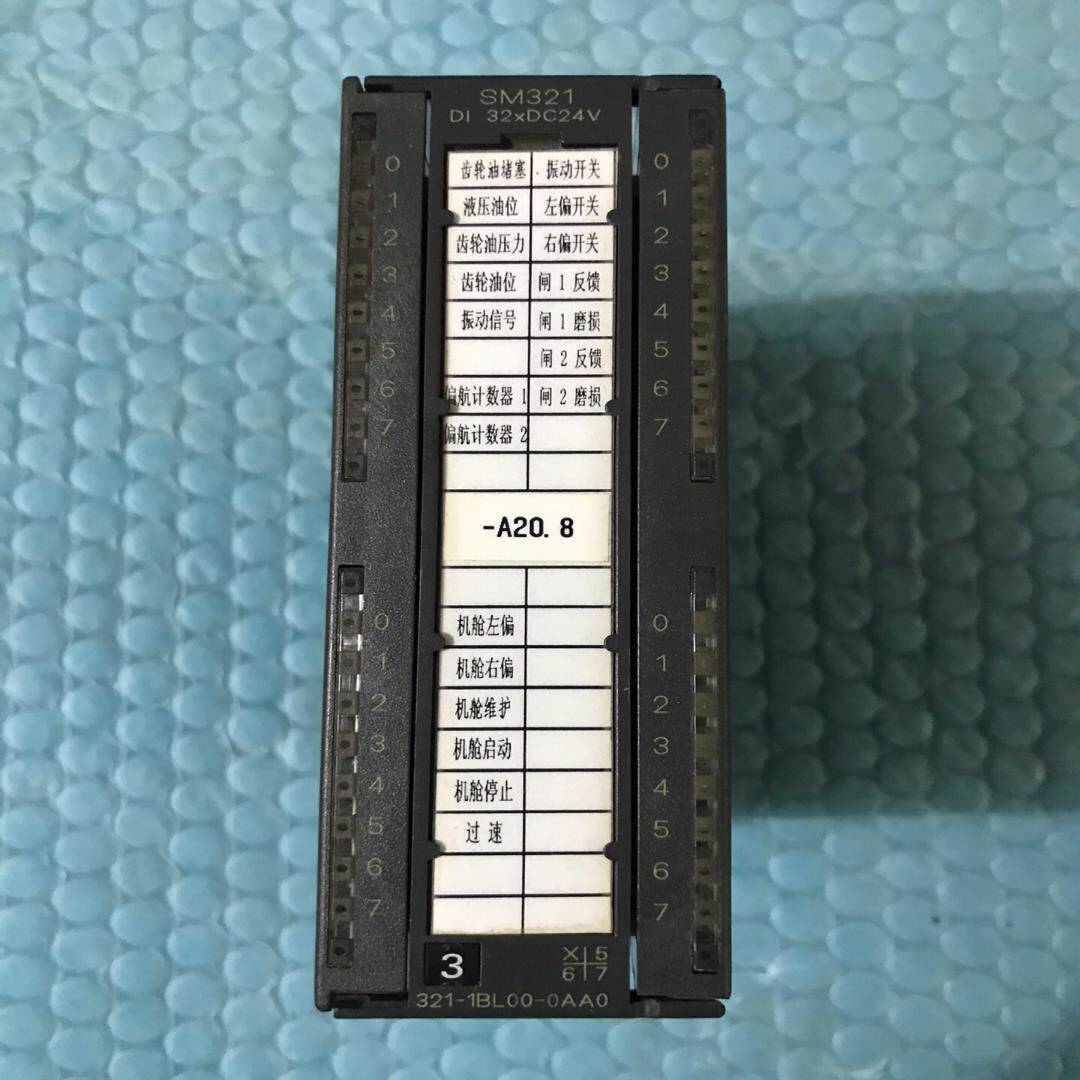 SM321
DI 32xDC24V
0 齿轮油堵塞 振动开关 0
1 液压油位 左偏开关 1
2 齿轮油压力 右偏开关 2
3 齿轮油位 闸 1 反馈 3
4 振动信号 闸 1 磨损 4
5 闸 2 反馈 5
6 偏航计数器 1 闸 2 磨损 6
7 偏航计数器 2 7
-A20. 8
0 机舱左偏 0
1 机舱右偏 1
2 机舱维护 2
3 机舱启动 3
4 机舱停止 4
5 过 速 5
6 6
7 7
3 X 5
6 7
321-1BL00-0AA0